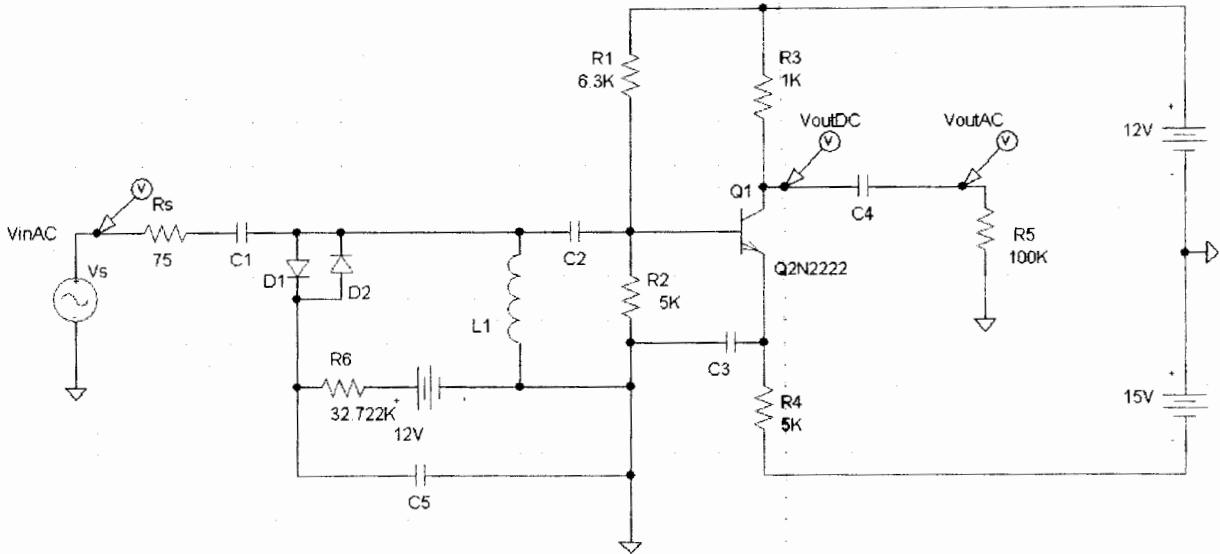 R1
6.3K
R3
1K
VoutDC
V
VoutAC
V
+
12V
V
Rs
VinAC
Vs
75
C1
D1
D2
C2
Q1
C4
R5
100K
Q2N2222
R2
5K
L1
R6
32.722K
+
12V
C3
R4
5K
+
15V
C5